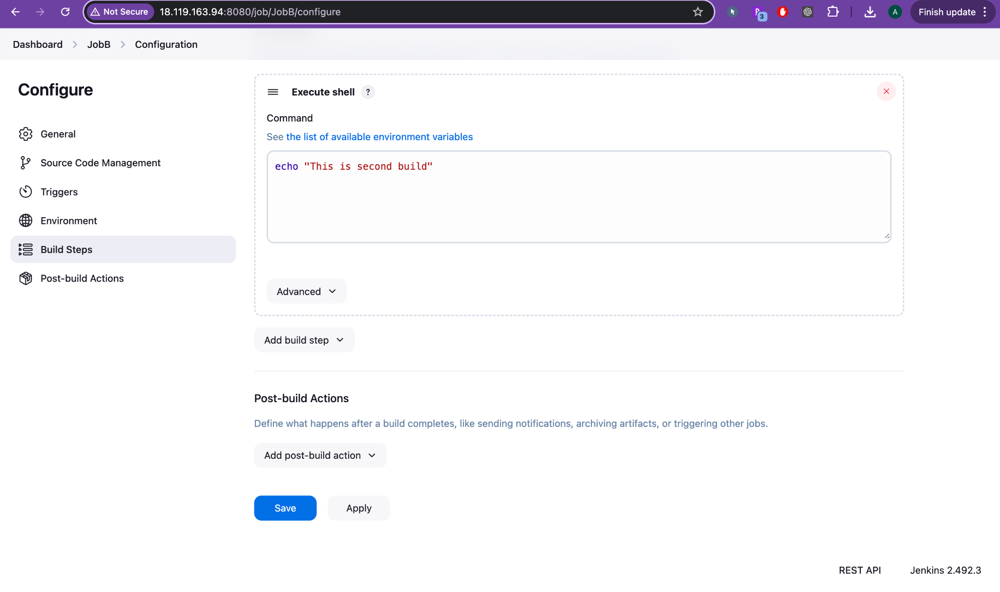 Not Secure 18.119.163.94:8080/job/JobB/configure
3
A
Finish update
Dashboard > JobB > Configuration
Configure
General
Source Code Management
Triggers
Environment
Build Steps
Post-build Actions
Execute shell ?
Command
See the list of available environment variables
echo "This is second build"
Advanced
Add build step
Post-build Actions
Define what happens after a build completes, like sending notifications, archiving artifacts, or triggering other jobs.
Add post-build action
Save Apply
REST API Jenkins 2.492.3